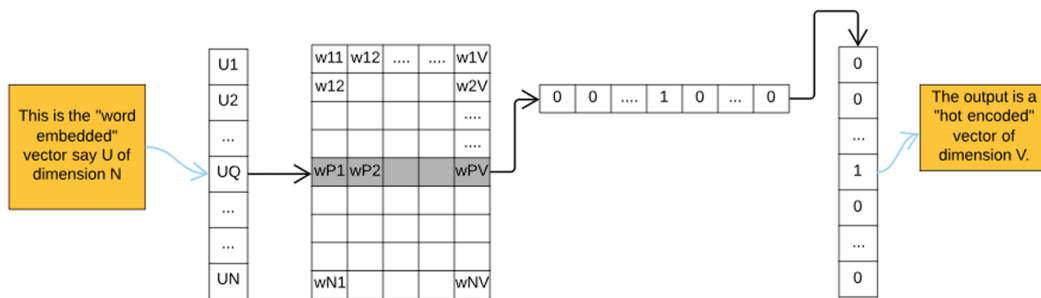 This is the "word
embedded"
vector say U of
dimension N
U1
U2
...
UQ
...
...
UN
w11 w12 .... .... w1V
w12 w2V
....
....
wP1 wP2 wPV
wN1 wNV
0 0 .... 1 0 ... 0
0
0
...
1
0
...
0
The output is a
"hot encoded"
vector of
dimension V.